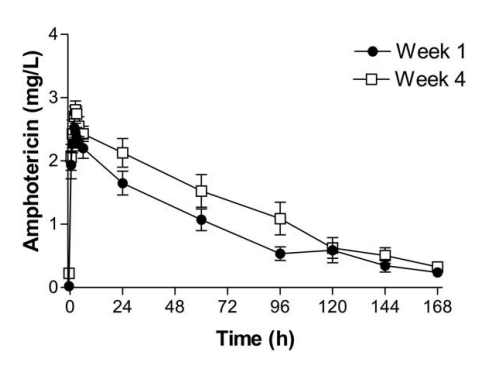 Week 1
Week 4
Amphotericin (mg/L)
4
3
2
1
0
0 24 48 72 96 120 144 168
Time (h)